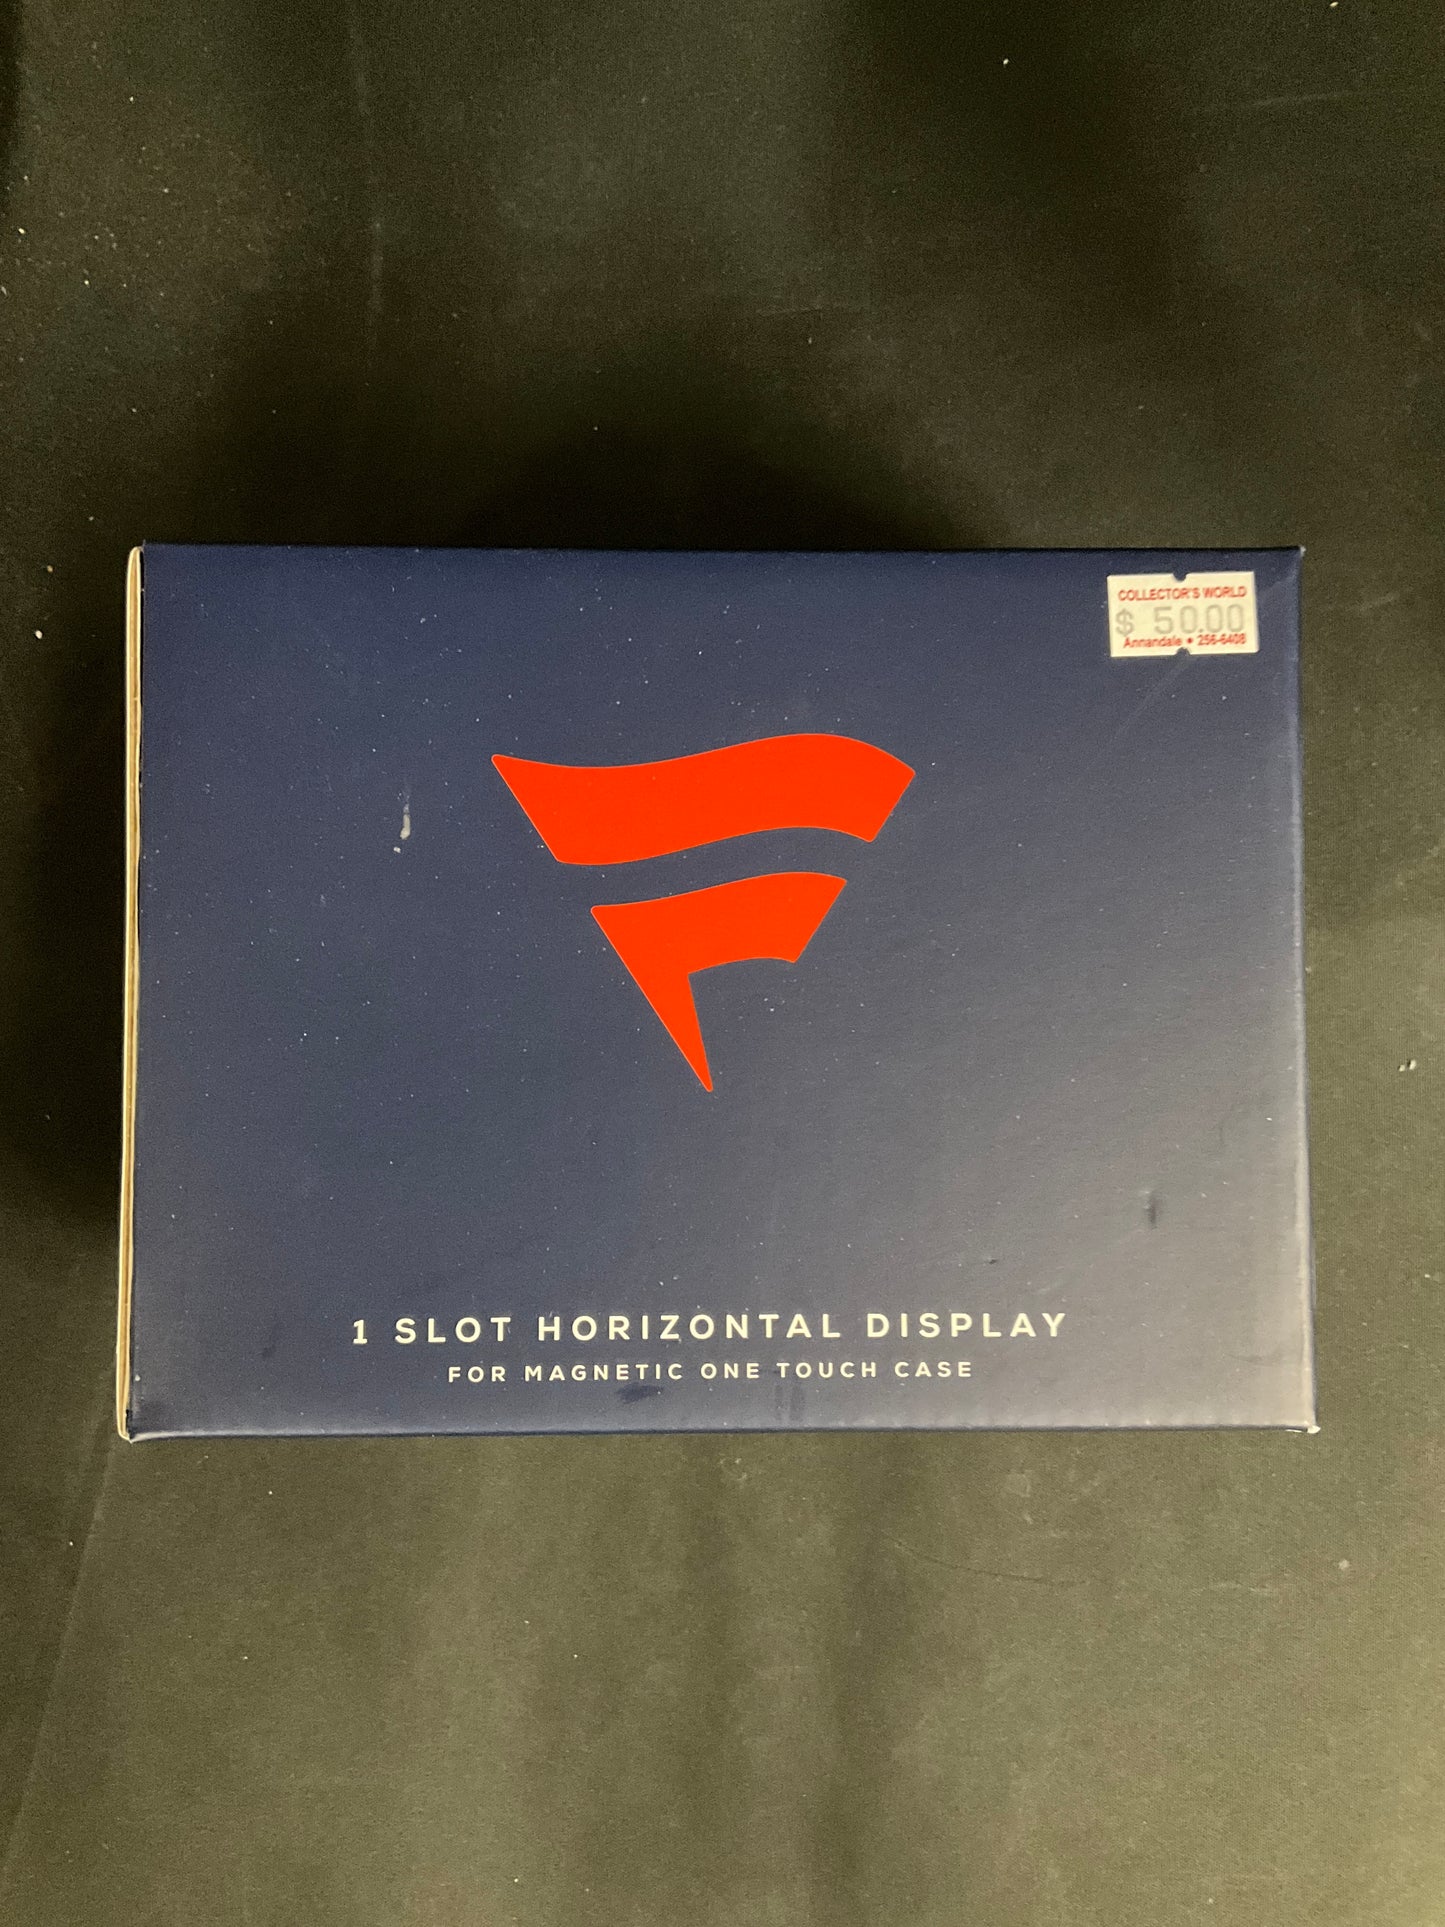 COLLECTOR'S WORLD
$ 50.00
Annandale • 256-6408
1 SLOT HORIZONTAL DISPLAY
FOR MAGNETIC ONE TOUCH CASE